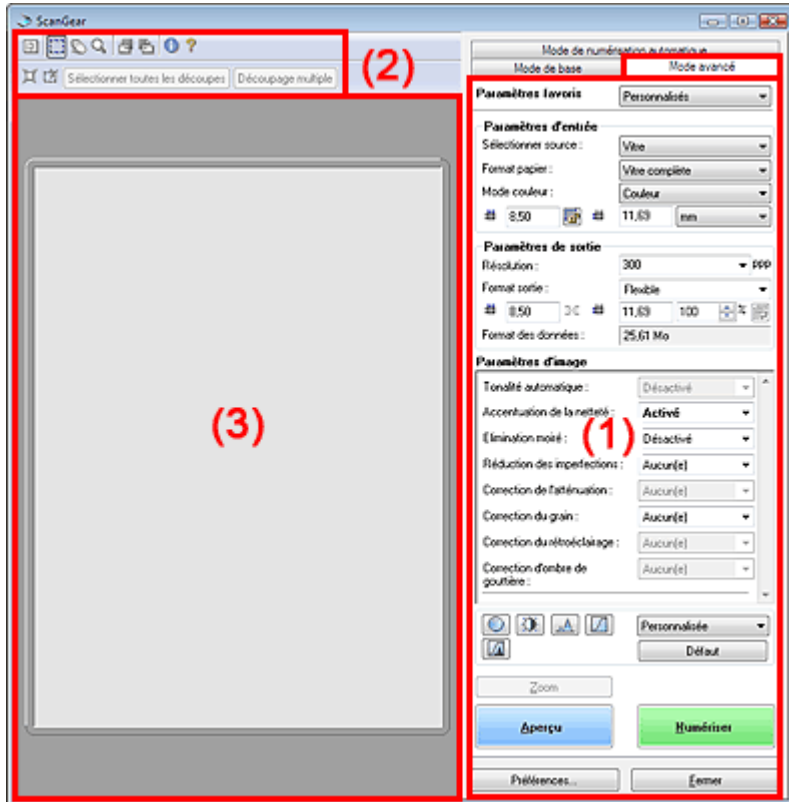 ScanGear
Sélectionner toutes les découpes Découpage multiple
(2)
(3)
Mode de numérisation automatique
Mode de base Mode avancé
Paramètres favoris Personnalisés
Paramètres d'entrée
Sélectionner source : Vitre
Format papier : Vitre complète
Mode couleur : Couleur
8,50 11,69 mm
Paramètres de sortie
Résolution : 300 ppp
Format sortie : Flexible
8,50 11,69 100 %
Format des données : 25,61 Mo
Paramètres d'image
Tonalité automatique : Désactivé
Accentuation de la netteté : Activé
(1)
Elimination moiré : Désactivé
Réduction des imperfections : Aucun(e)
Correction de l'atténuation : Aucun(e)
Correction du grain : Aucun(e)
Correction du rétroéclairage : Aucun(e)
Correction d'ombre de
gouttière : Aucun(e)
Personnalisée
Défaut
Zoom
Aperçu Numériser
Préférences... Fermer